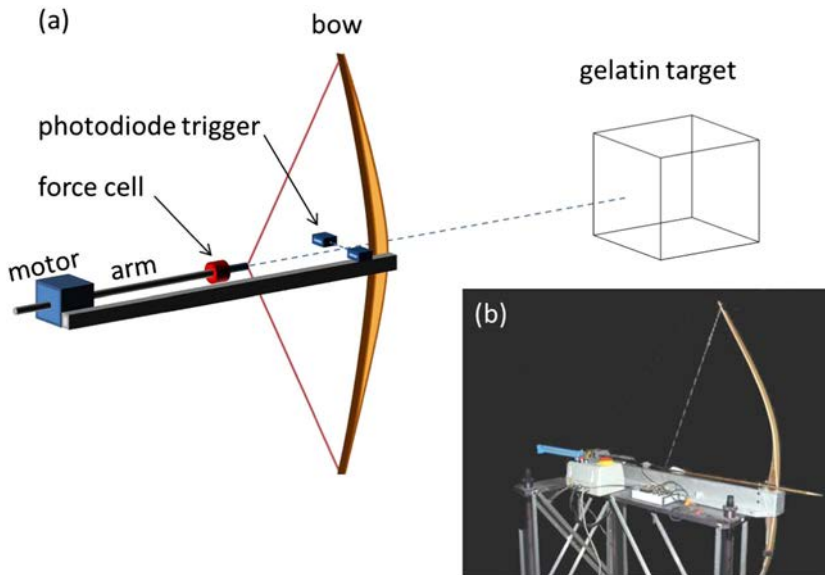 (a)
bow
gelatin target
photodiode trigger
force cell
motor
arm
(b)